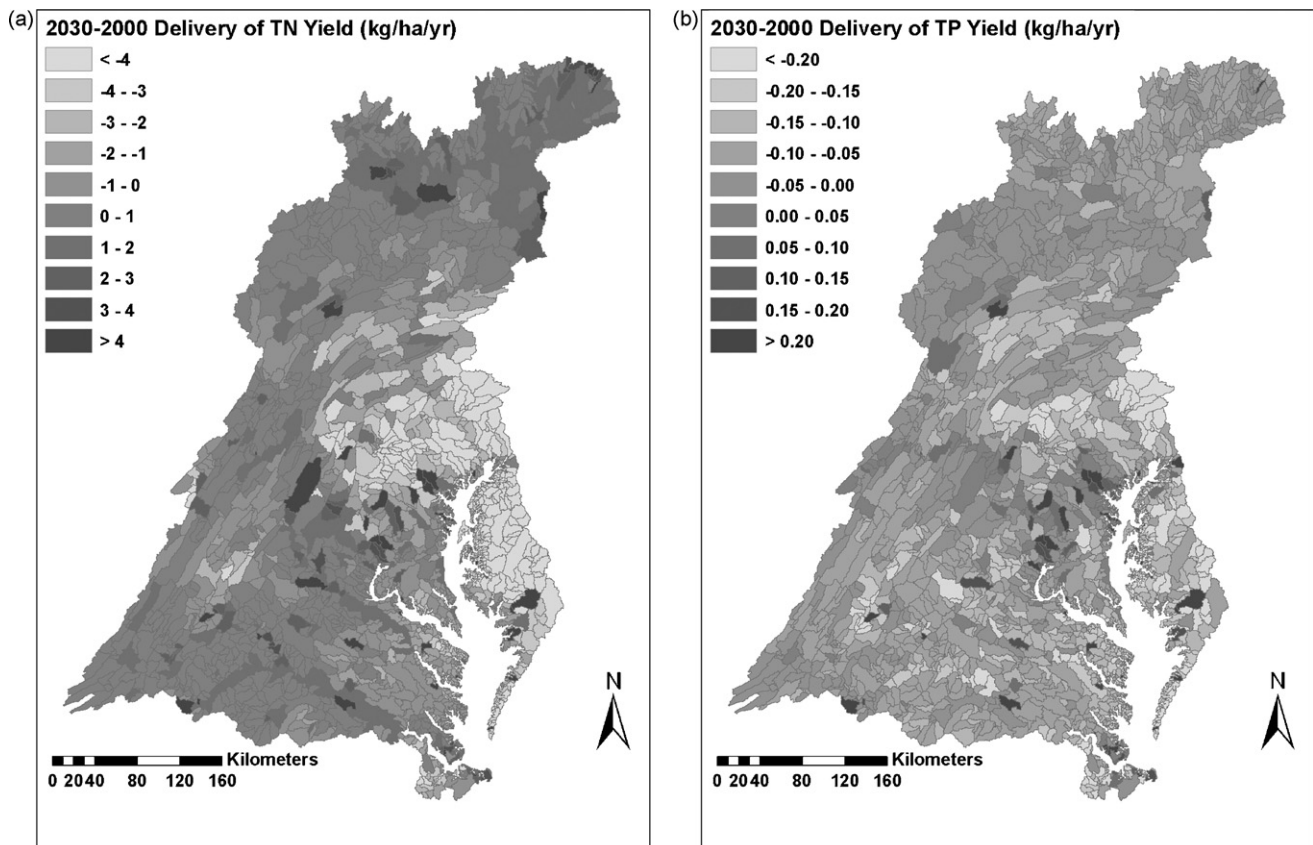 (a)
2030-2000 Delivery of TN Yield (kg/ha/yr)
< -4
-4 - -3
-3 - -2
-2 - -1
-1 - 0
0 - 1
1 - 2
2 - 3
3 - 4
> 4
N
Kilometers
0 20 40 80 120 160
(b)
2030-2000 Delivery of TP Yield (kg/ha/yr)
< -0.20
-0.20 - -0.15
-0.15 - -0.10
-0.10 - -0.05
-0.05 - 0.00
0.00 - 0.05
0.05 - 0.10
0.10 - 0.15
0.15 - 0.20
> 0.20
N
Kilometers
0 20 40 80 120 160